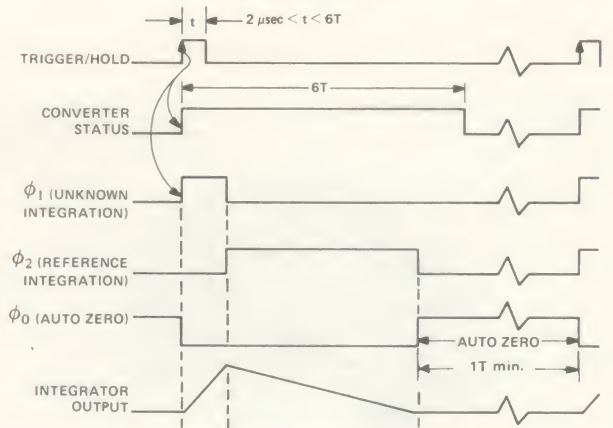 t
2 μsec < t < 6T
TRIGGER/HOLD
6T
CONVERTER
STATUS
ϕ1 (UNKNOWN
INTEGRATION)
ϕ2 (REFERENCE
INTEGRATION)
ϕ0 (AUTO ZERO)
AUTO ZERO
1T min.
INTEGRATOR
OUTPUT